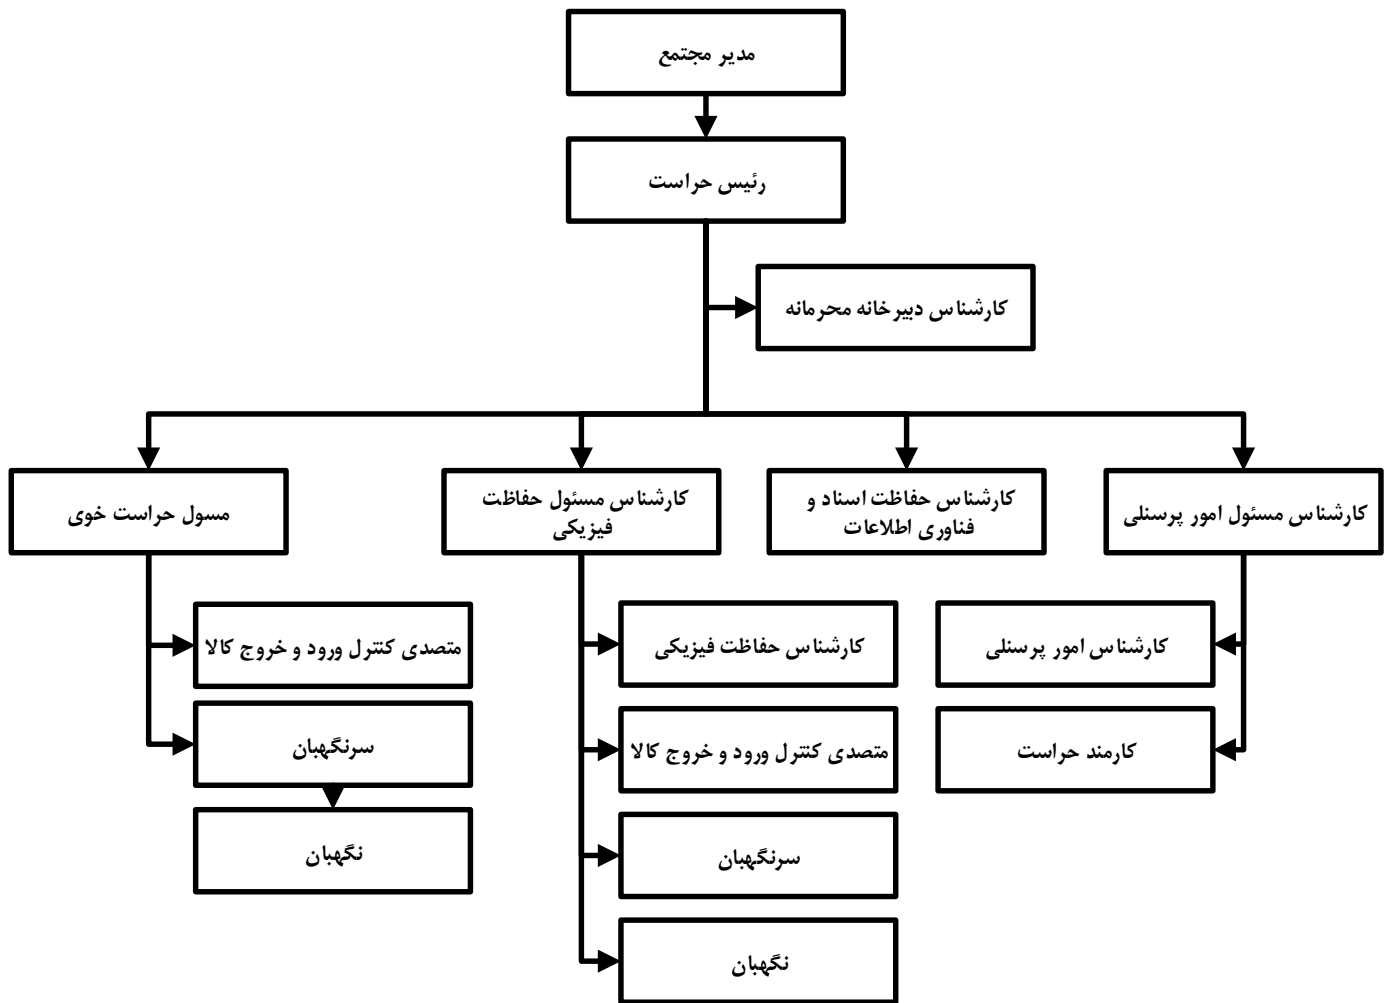 مدیر مجتمع
رئیس حراست
کارشناس دبیرخانه محرمانه
کارشناس مسئول امور پرسنلی
کارشناس حفاظت اسناد و
فناوری اطلاعات
کارشناس مسئول حفاظت
فیزیکی
مسول حراست خوی
کارشناس امور پرسنلی
کارمند حراست
کارشناس حفاظت فیزیکی
متصدی کنترل ورود و خروج کالا
سرنگهبان
نگهبان
متصدی کنترل ورود و خروج کالا
سرنگهبان
نگهبان